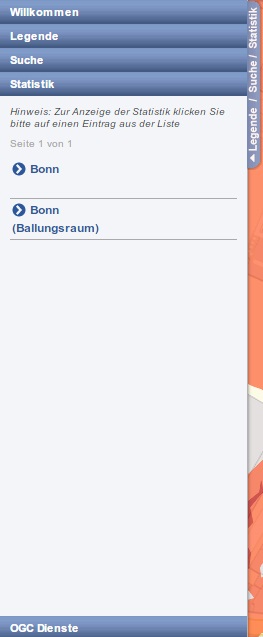 Willkommen
Legende
Suche
Statistik
Hinweis: Zur Anzeige der Statistik klicken Sie
bitte auf einen Eintrag aus der Liste
Seite 1 von 1
Bonn
Bonn
(Ballungsraum)
OGC Dienste
Legende / Suche / Statistik